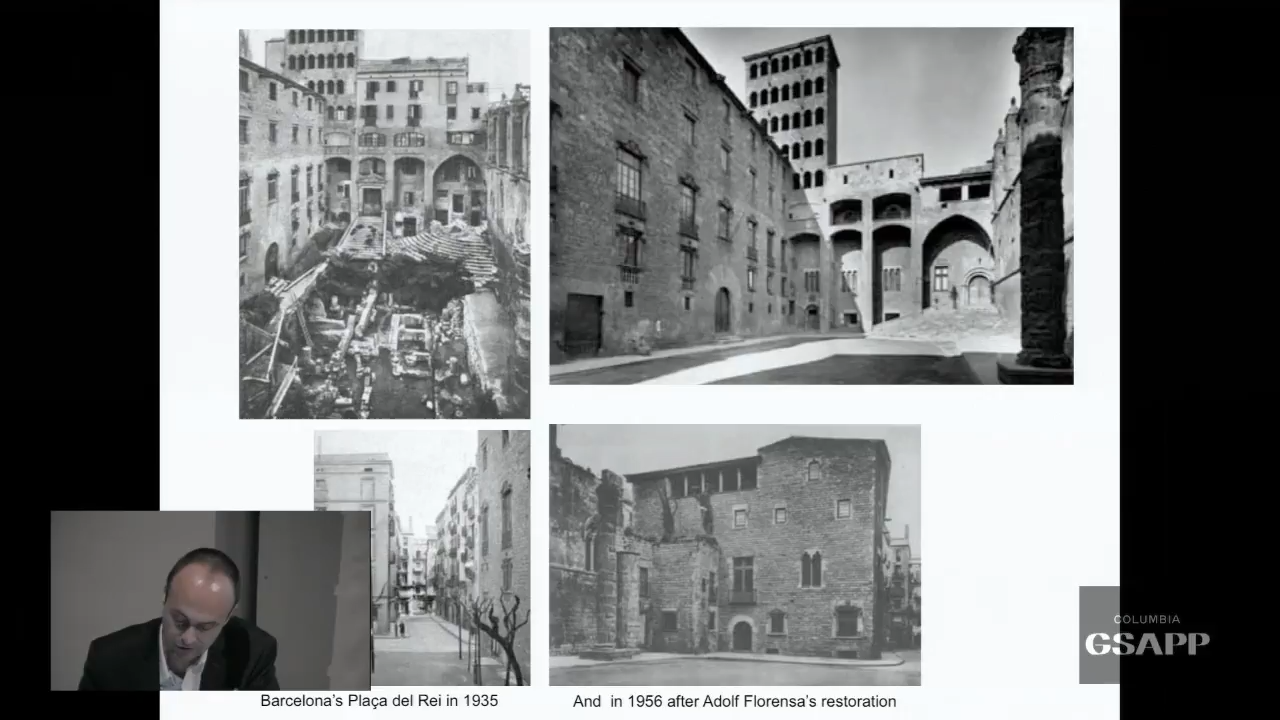 Barcelona's Plaça del Rei in 1935
And in 1956 after Adolf Florensa's restoration
COLUMBIA
GSAPP